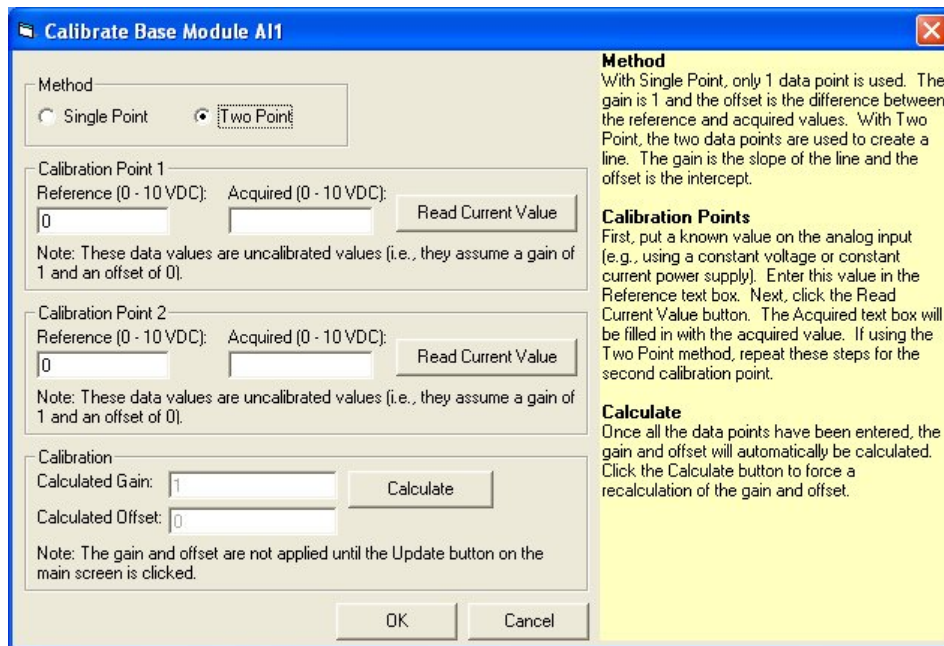 Calibrate Base Module AI1
Method
Single Point
Two Point
Calibration Point 1
Reference (0 - 10 VDC):
Acquired (0 - 10 VDC):
0
Read Current Value
Note: These data values are uncalibrated values (i.e., they assume a gain of
1 and an offset of 0).
Calibration Point 2
Reference (0 - 10 VDC):
Acquired (0 - 10 VDC):
0
Read Current Value
Note: These data values are uncalibrated values (i.e., they assume a gain of
1 and an offset of 0).
Calibration
Calculated Gain:
1
Calculate
Calculated Offset:
0
Note: The gain and offset are not applied until the Update button on the
main screen is clicked.
OK
Cancel
Method
With Single Point, only 1 data point is used. The
gain is 1 and the offset is the difference between
the reference and acquired values. With Two
Point, the two data points are used to create a
line. The gain is the slope of the line and the
offset is the intercept.
Calibration Points
First, put a known value on the analog input
(e.g., using a constant voltage or constant
current power supply). Enter this value in the
Reference text box. Next, click the Read
Current Value button. The Acquired text box will
be filled in with the acquired value. If using the
Two Point method, repeat these steps for the
second calibration point.
Calculate
Once all the data points have been entered, the
gain and offset will automatically be calculated.
Click the Calculate button to force a
recalculation of the gain and offset.